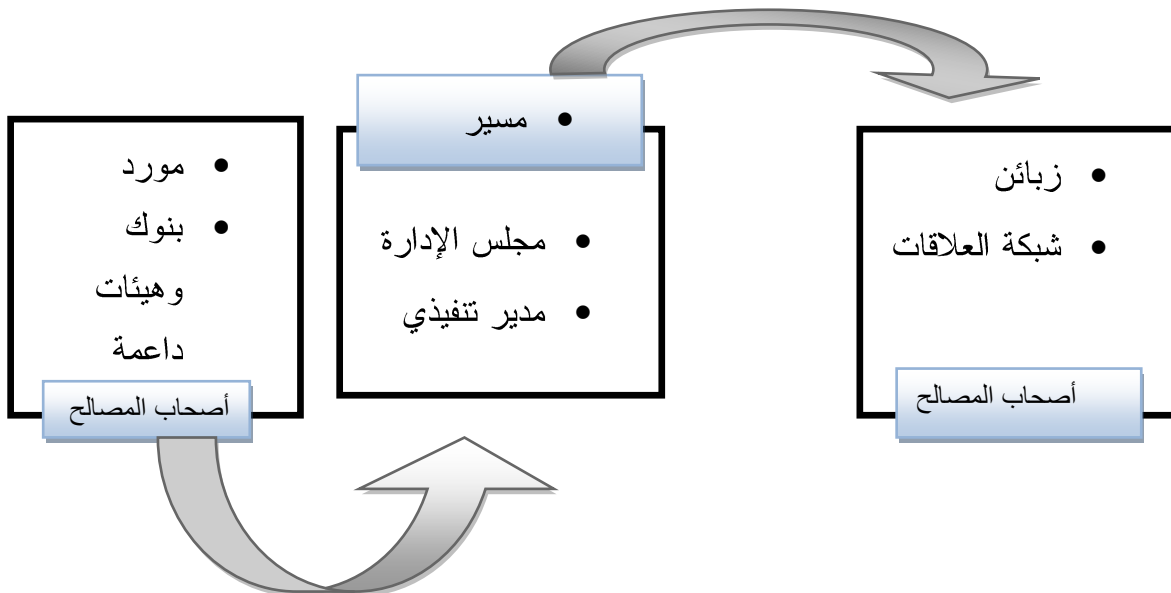 • زبائن
• شبكة العلاقات
أصحاب المصالح
• مسير
• مجلس الإدارة
• مدير تنفيذي
• مورد
• بنوك
وهيئات
داعمة
أصحاب المصالح